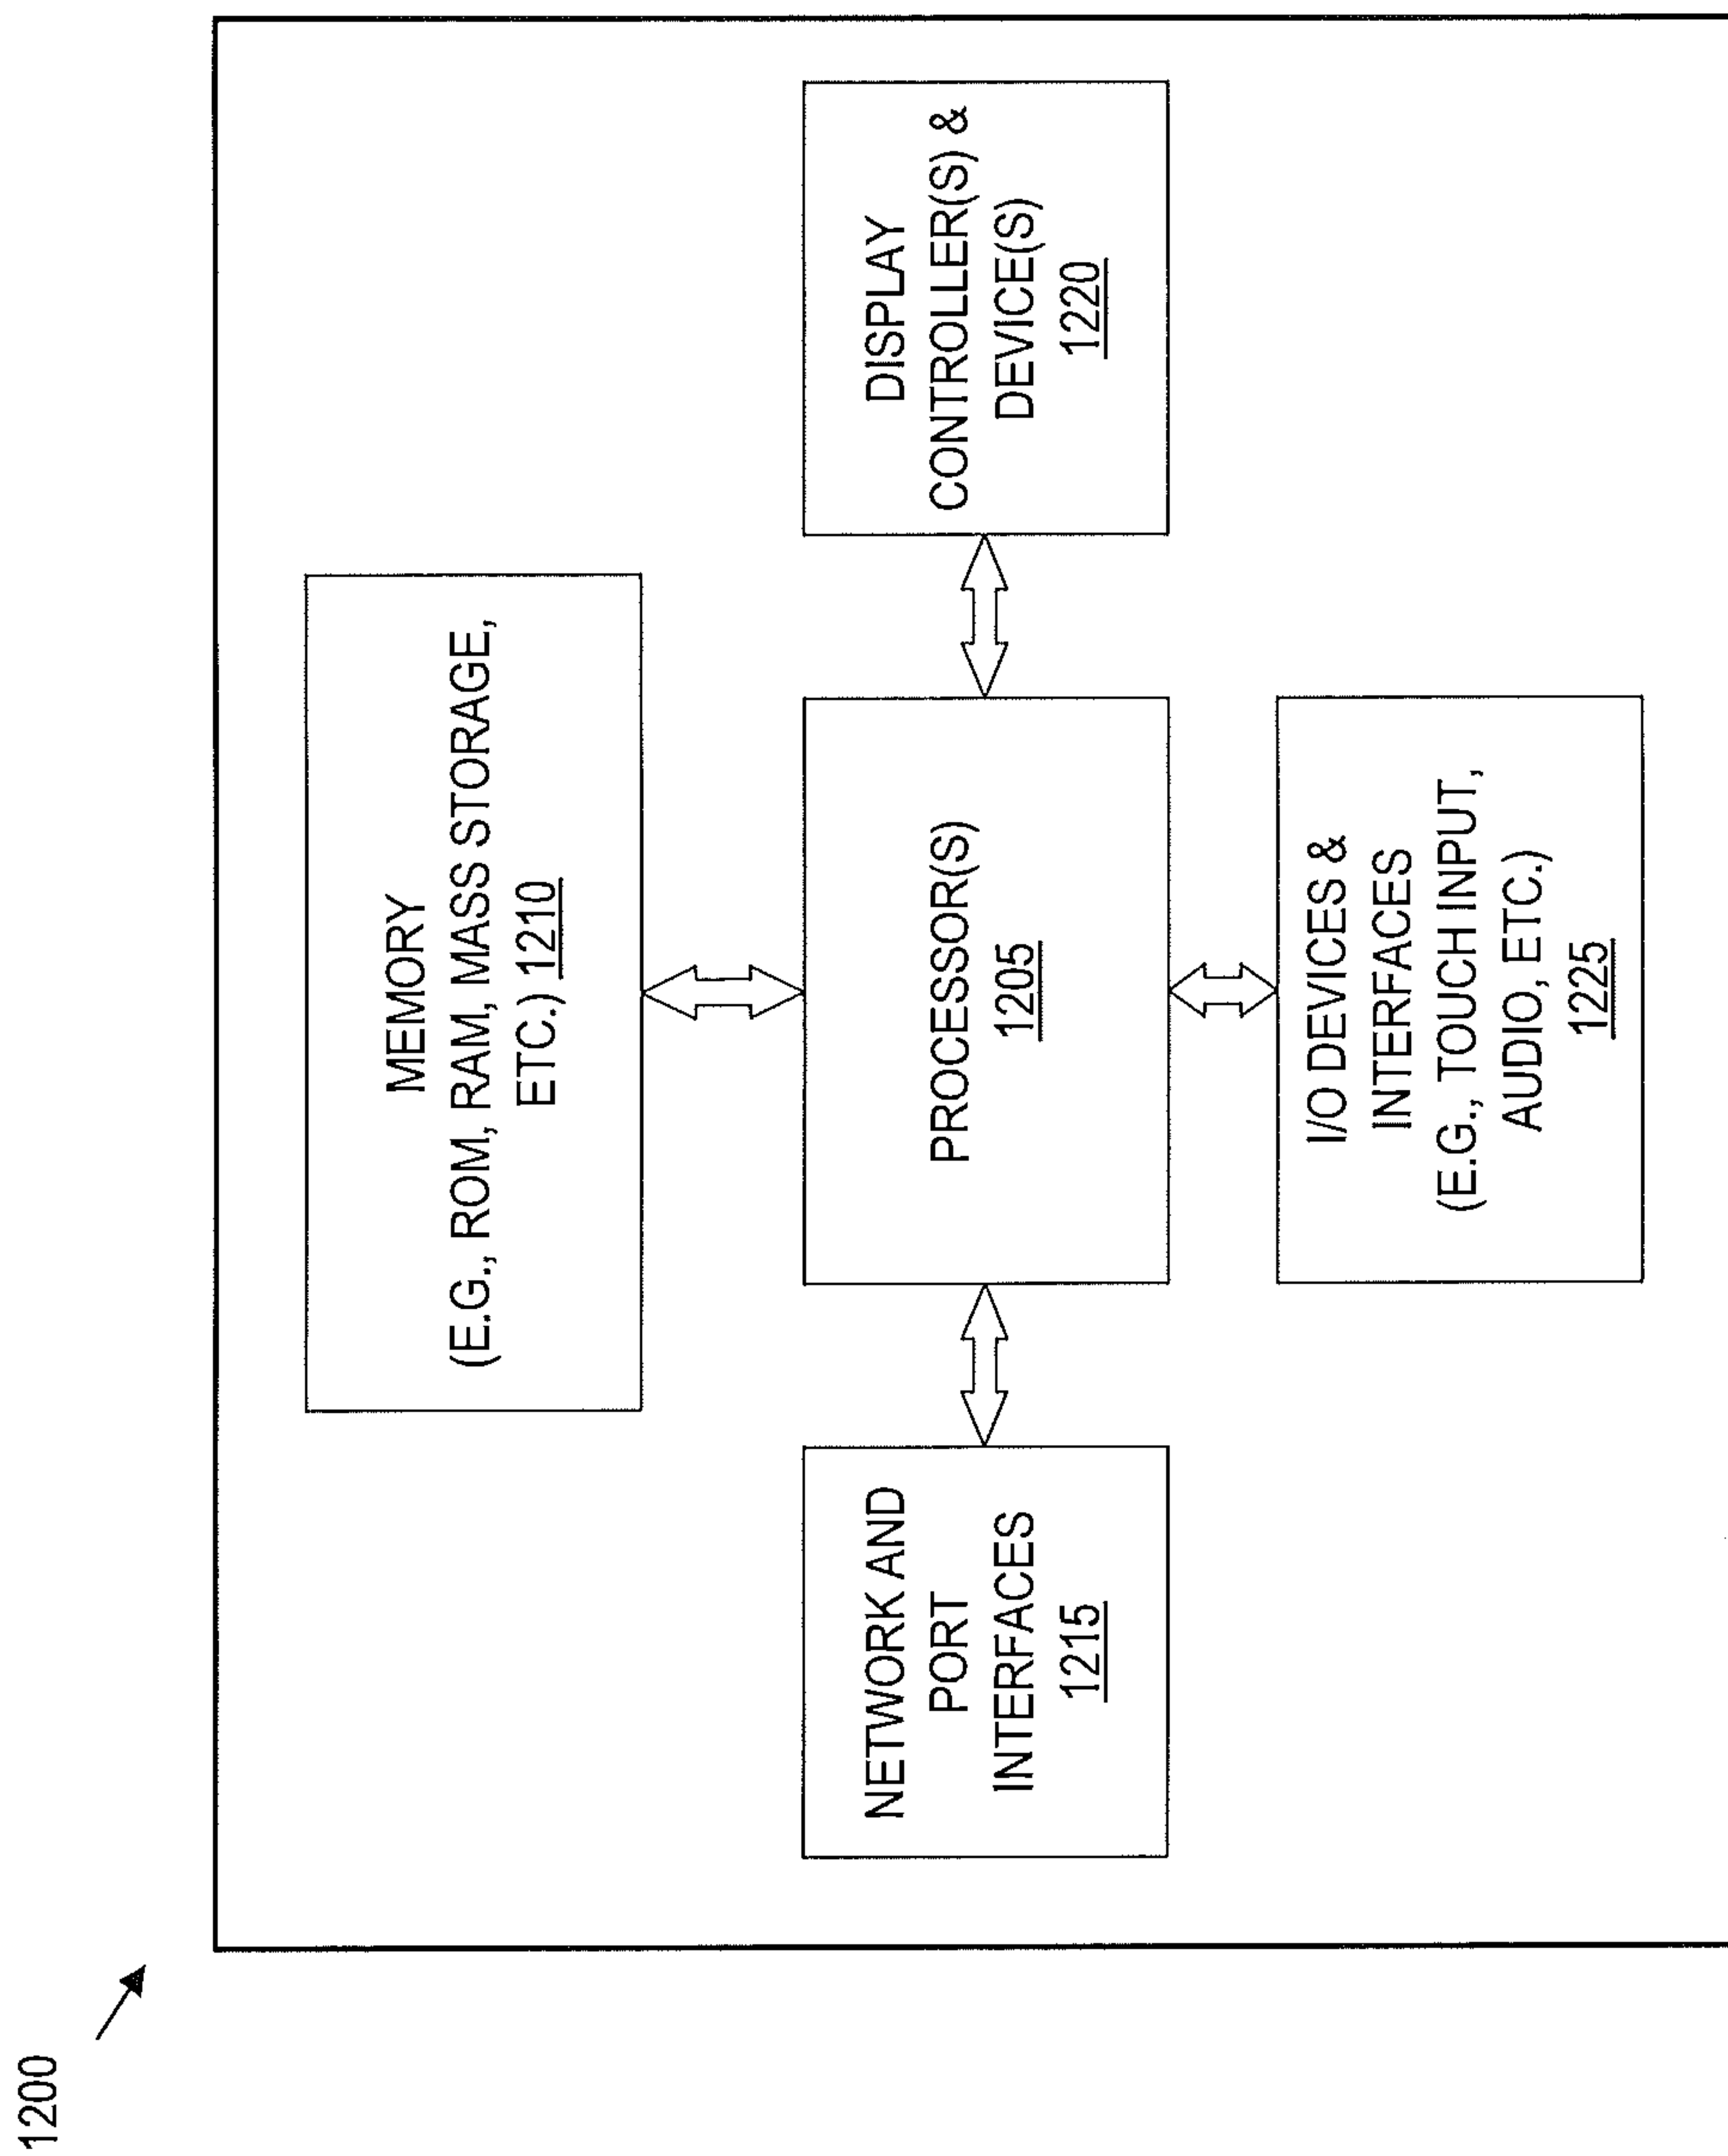 1200
MEMORY
(E.G., ROM, RAM, MASS STORAGE,
ETC.) 1210
NETWORK AND
PORT
INTERFACES
1215
PROCESSOR(S)
1205
DISPLAY
CONTROLLER(S) &
DEVICE(S)
1220
I/O DEVICES &
INTERFACES
(E.G., TOUCH INPUT,
AUDIO, ETC.)
1225